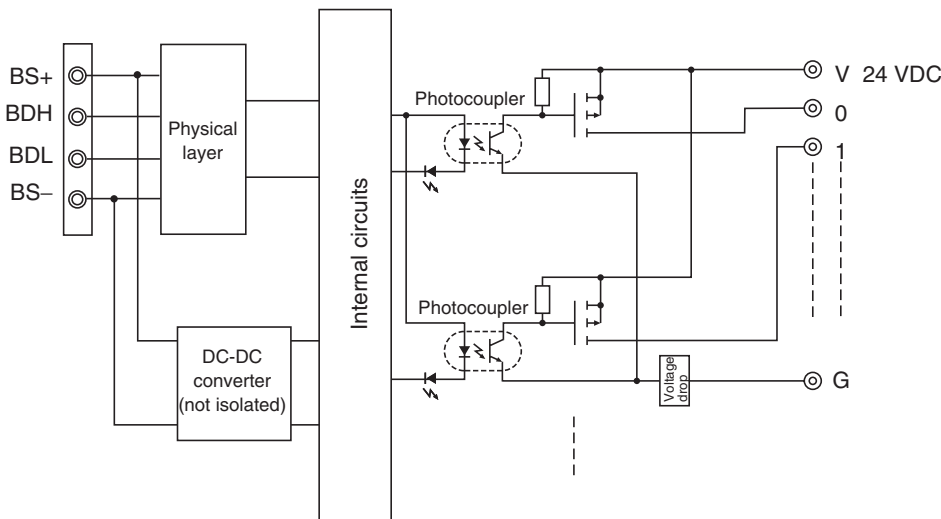 BS+
BDH
BDL
BS–
Physical
layer
DC-DC
converter
(not isolated)
Internal circuits
Photocoupler
Photocoupler
Voltage
drop
V 24 VDC
0
1
G